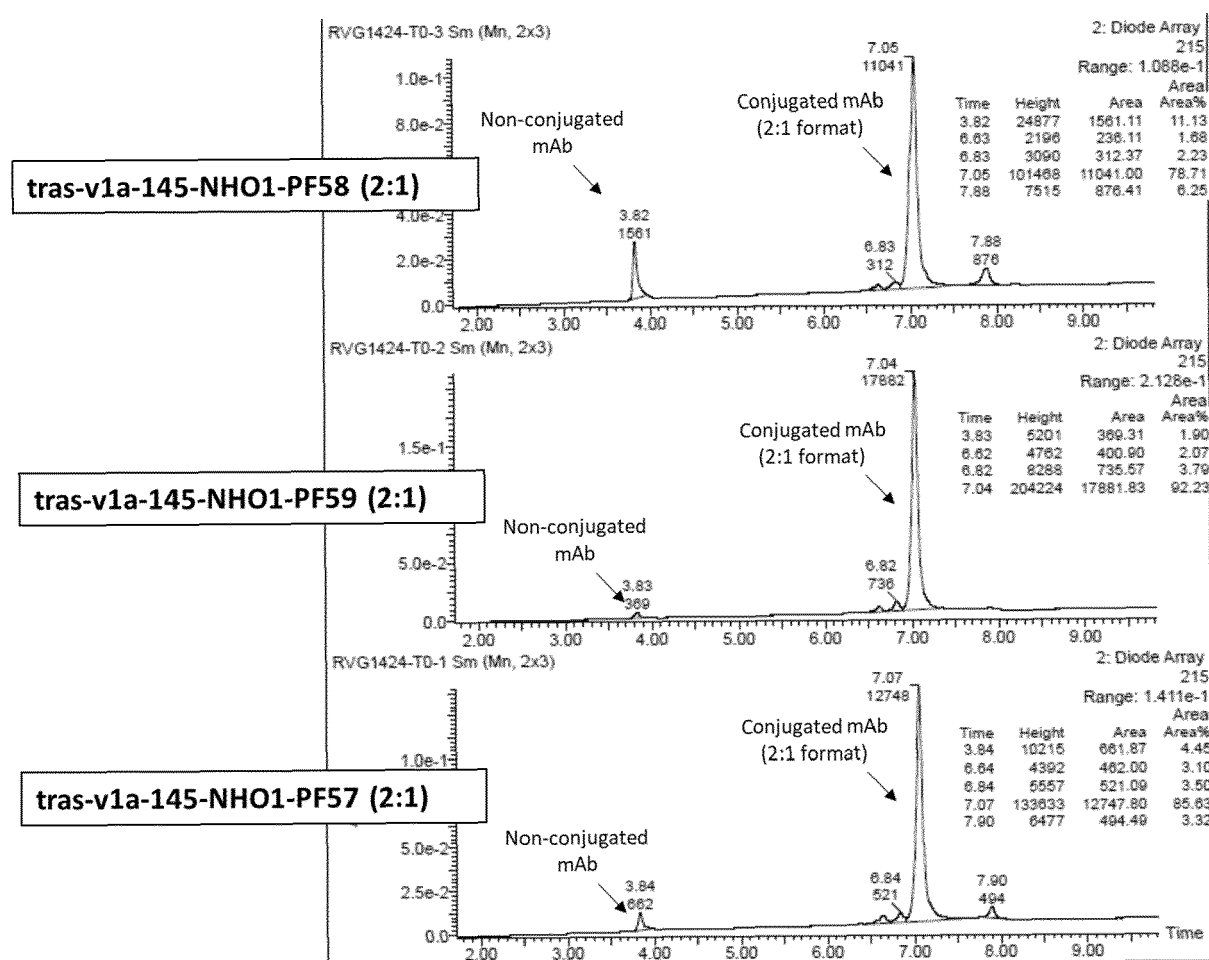 RVG1424-T0-3 Sm (Mn, 2x3)
2: Diode Array
215
Range: 1.088e-1
Area
Time Height Area Area%
3.82 24877 1561.11 11.13
6.63 2196 236.11 1.68
6.83 3090 312.37 2.23
7.05 101468 11041.00 78.71
7.88 7515 876.41 6.25
7.05
11041
1.0e-1
8.0e-2
Non-conjugated
mAb
Conjugated mAb
(2:1 format)
tras-v1a-145-NHO1-PF58 (2:1)
4.0e-2
2.0e-2
0.0
3.82
1561
6.83
312
7.88
876
2.00 3.00 4.00 5.00 6.00 7.00 8.00 9.00
RVG1424-T0-2 Sm (Mn, 2x3)
2: Diode Array
215
Range: 2.128e-1
Area
Time Height Area Area%
3.83 5201 369.31 1.90
6.62 4762 400.90 2.07
6.82 8288 735.57 3.79
7.04 204224 17881.83 92.23
7.04
17882
1.5e-1
Conjugated mAb
(2:1 format)
tras-v1a-145-NHO1-PF59 (2:1)
Non-conjugated
mAb
5.0e-2
0.0
3.83
369
6.82
736
2.00 3.00 4.00 5.00 6.00 7.00 8.00 9.00
RVG1424-T0-1 Sm (Mn, 2x3)
2: Diode Array
215
Range: 1.411e-1
Area
Time Height Area Area%
3.84 10215 661.87 4.45
6.64 4392 462.00 3.10
6.84 5557 521.09 3.50
7.07 133633 12747.80 85.63
7.90 6477 494.49 3.32
7.07
12748
1.0e-1
Conjugated mAb
(2:1 format)
tras-v1a-145-NHO1-PF57 (2:1)
Non-conjugated
mAb
5.0e-2
2.5e-2
0.0
3.84
662
6.84
521
7.90
494
Time
2.00 3.00 4.00 5.00 6.00 7.00 8.00 9.00